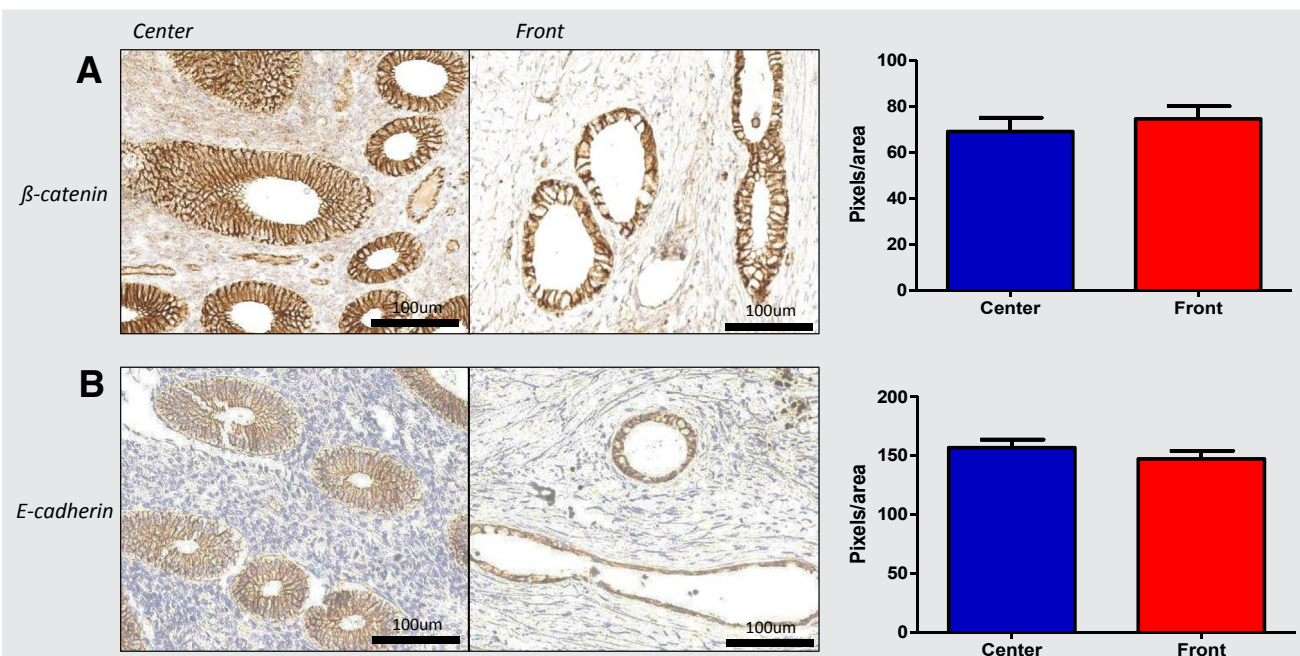 Center
Front
A
ß-catenin
100um
100um
100
80
60
40
20
0
Pixels/area
Center
Front
B
E-cadherin
100um
100um
200
150
100
50
0
Pixels/area
Center
Front